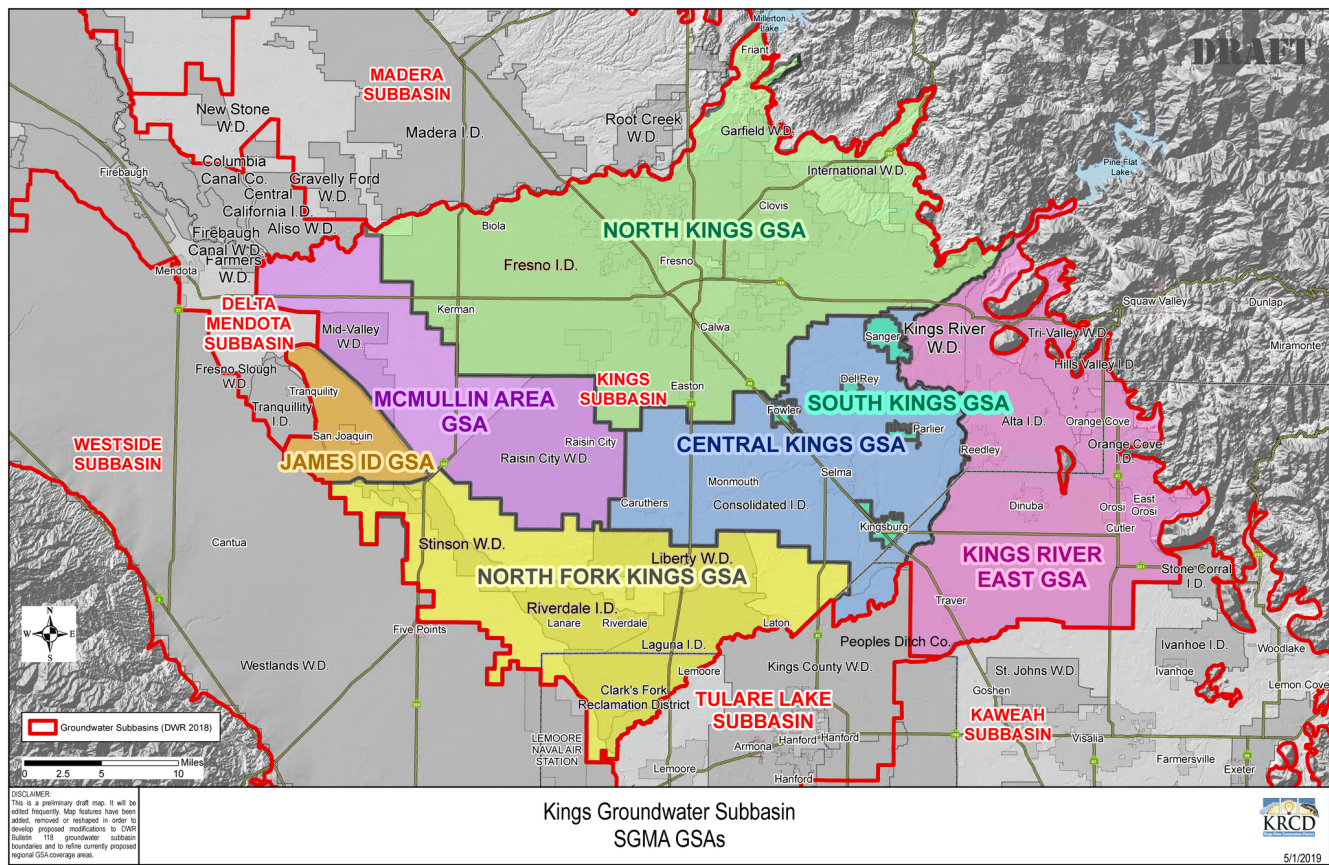 DRAFT
Millerton
Lake
Friant
MADERA
SUBBASIN
New Stone
W.D.
Madera I.D.
Root Creek
W.D.
Garfield W.D.
International W.D.
Pine Flat
Lake
Firebaugh
Columbia
Canal Co.
Gravelly Ford
W.D.
Central
California I.D.
Aliso W.D.
Firebaugh
Canal W.D.
Farmers
W.D.
Mendota
Biola
Clovis
NORTH KINGS GSA
Fresno I.D.
Fresno
180
DELTA
MENDOTA
SUBBASIN
33
Kerman
Calwa
Mid-Valley
W.D.
Sanger
Kings River
W.D.
Squaw Valley
Dunlap
Tri-Valley W.D.
Miramonte
Hills Valley I.D.
Fresno Slough
W.D.
Tranquility
Tranquillity
I.D.
KINGS
SUBBASIN
Easton
Del Rey
MCMULLIN AREA
GSA
Fowler
SOUTH KINGS GSA
Parlier
Alta I.D.
Orange Cove
Orange Cove
I.D.
WESTSIDE
SUBBASIN
San Joaquin
JAMES ID GSA
Raisin City
Raisin City W.D.
CENTRAL KINGS GSA
Reedley
Selma
Monmouth
Caruthers
Consolidated I.D.
Dinuba
East
Orosi
Orosi
Cutler
Kingsburg
Cantua
Stinson W.D.
Liberty W.D.
NORTH FORK KINGS GSA
KINGS RIVER
EAST GSA
Stone Corral
I.D.
Riverdale I.D.
Lanare
Riverdale
Laton
Traver
Five Points
Laguna I.D.
Peoples Ditch Co.
Ivanhoe I.D.
Woodlake
Westlands W.D.
Lemoore
Kings County W.D.
St. Johns W.D.
Ivanhoe
Lemon Cove
Clark's Fork
Reclamation District
TULARE LAKE
SUBBASIN
Goshen
KAWEAH
SUBBASIN
Visalia
LEMOORE
NAVAL AIR
STATION
Armona
Hanford
Hanford
Farmersville
Lemoore
Hanford
Exeter
N
W
E
S
Groundwater Subbasins (DWR 2018)
Miles
0 2.5 5 10
DISCLAIMER:
This is a preliminary draft map. It will be
edited frequently. Map features have been
added, removed or reshaped in order to
develop proposed modifications to DWR
Bulletin 118 groundwater subbasin
boundaries and to refine currently proposed
regional GSA coverage areas.
Kings Groundwater Subbasin
SGMA GSAs
KRCD
5/1/2019